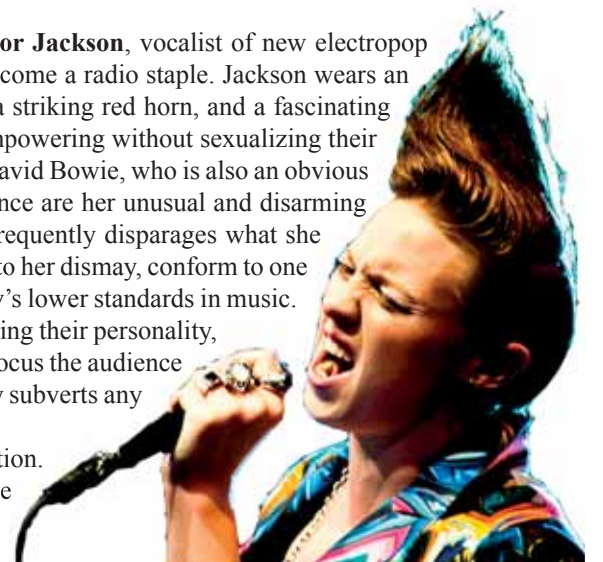 or Jackson, vocalist of new electropop
come a radio staple. Jackson wears an
a striking red horn, and a fascinating
powering without sexualizing their
avid Bowie, who is also an obvious
nce are her unusual and disarming
requently disparages what she
to her dismay, conform to one
y's lower standards in music.
ing their personality,
ocus the audience
subverts any
tion.